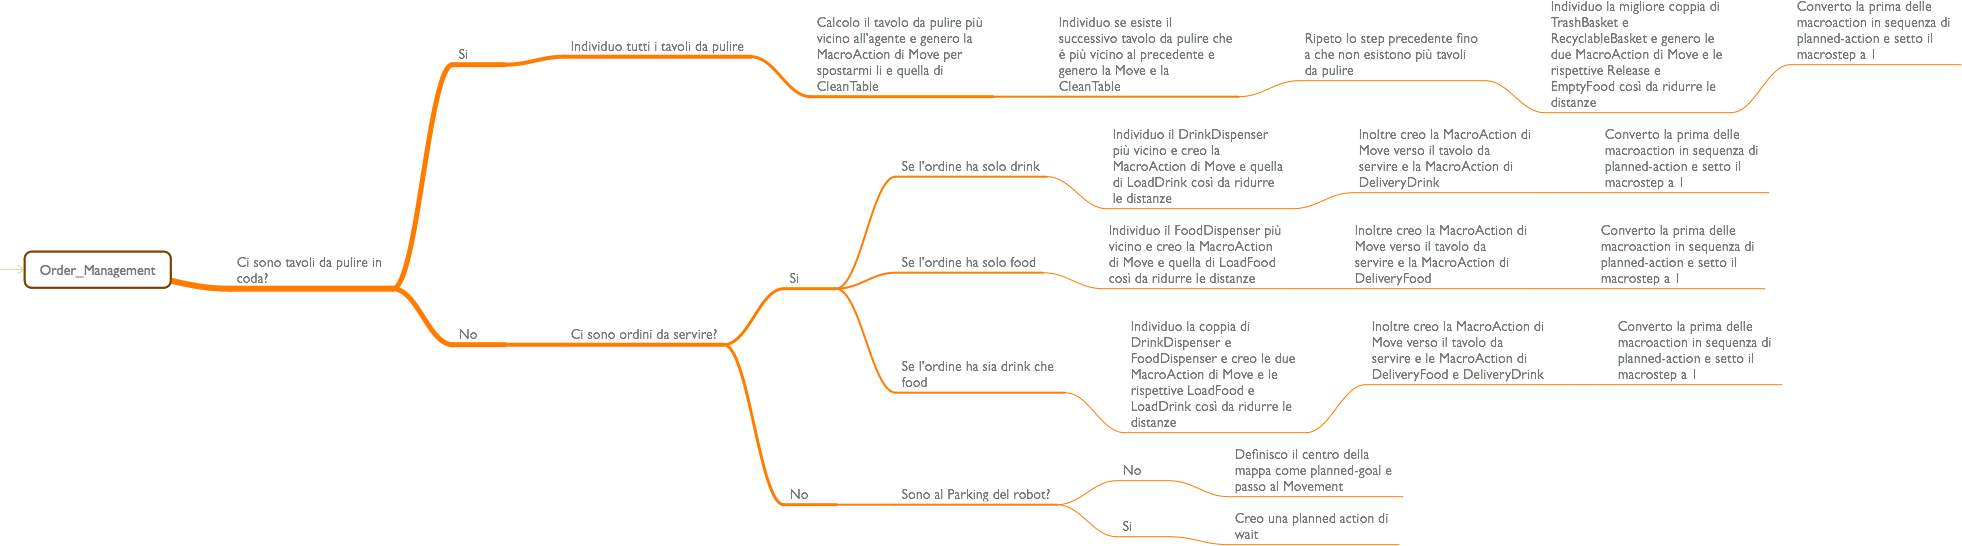 Order_Management
Ci sono tavoli da pulire in
coda?
Si
Individuo tutti i tavoli da pulire
Calcolo il tavolo da pulire più
vicino all'agente e genero la
MacroAction di Move per
spostarmi li e quella di
CleanTable
Individuo se esiste il
successivo tavolo da pulire che
é più vicino al precedente e
genero la Move e la
CleanTable
Ripeto lo step precedente fino
a che non esistono più tavoli
da pulire
Individuo la migliore coppia di
TrashBasket e
RecyclableBasket e genero le
due MacroAction di Move e le
rispettive Release e
EmptyFood così da ridurre le
distanze
Converto la prima delle
macroaction in sequenza di
planned-action e setto il
macrostep a 1
No
Ci sono ordini da servire?
Si
Se l'ordine ha solo drink
Individuo il DrinkDispenser
più vicino e creo la
MacroAction di Move e quella
di LoadDrink così da ridurre
le distanze
Inoltre creo la MacroAction di
Move verso il tavolo da
servire e la MacroAction di
DeliveryDrink
Converto la prima delle
macroaction in sequenza di
planned-action e setto il
macrostep a 1
Se l'ordine ha solo food
Individuo il FoodDispenser più
vicino e creo la MacroAction
di Move e quella di LoadFood
così da ridurre le distanze
Inoltre creo la MacroAction di
Move verso il tavolo da
servire e la MacroAction di
DeliveryFood
Converto la prima delle
macroaction in sequenza di
planned-action e setto il
macrostep a 1
Se l'ordine ha sia drink che
food
Individuo la coppia di
DrinkDispenser e
FoodDispenser e creo le due
MacroAction di Move e le
rispettive LoadFood e
LoadDrink così da ridurre le
distanze
Inoltre creo la MacroAction di
Move verso il tavolo da
servire e le MacroAction di
DeliveryFood e DeliveryDrink
Converto la prima delle
macroaction in sequenza di
planned-action e setto il
macrostep a 1
No
Sono al Parking del robot?
No
Definisco il centro della
mappa come planned-goal e
passo al Movement
Si
Creo una planned action di
wait